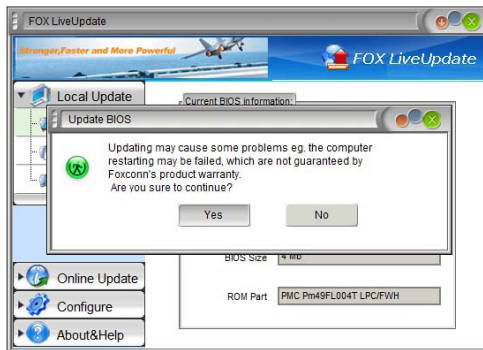 FOX LiveUpdate
Stronger,Faster and More Powerful
FOX LiveUpdate
Local Update
Current BIOS information:
Update BIOS
Updating may cause some problems eg. the computer
restarting may be failed, which are not guaranteed by
Foxconn's product warranty.
Are you sure to continue?
Yes
No
BIOS Size
4 Mb
Online Update
ROM Part
PMC Pm49FL004T LPC/FWH
Configure
About&Help